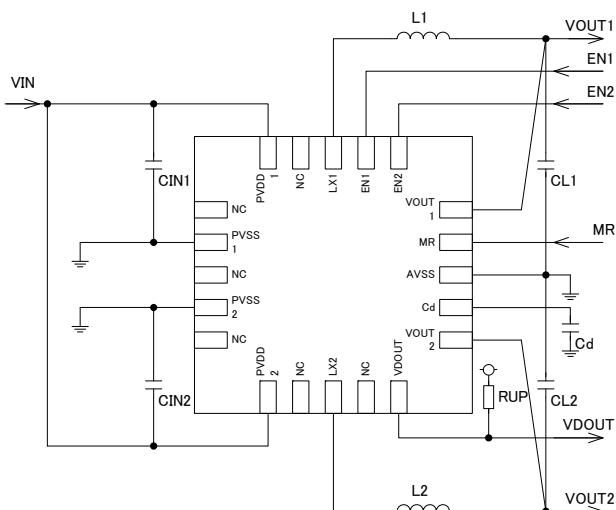 L1
VOUT1
EN1
EN2
VIN
CIN1
PVDD
1
NC
LX1
EN1
EN2
CL1
NC
VOUT
1
PVSS
1
MR
MR
NC
AVSS
PVSS
2
Cd
Cd
NC
VOUT
2
CIN2
PVDD
2
NC
LX2
NC
VDOUT
RUP
CL2
VDOUT
L2
VOUT2